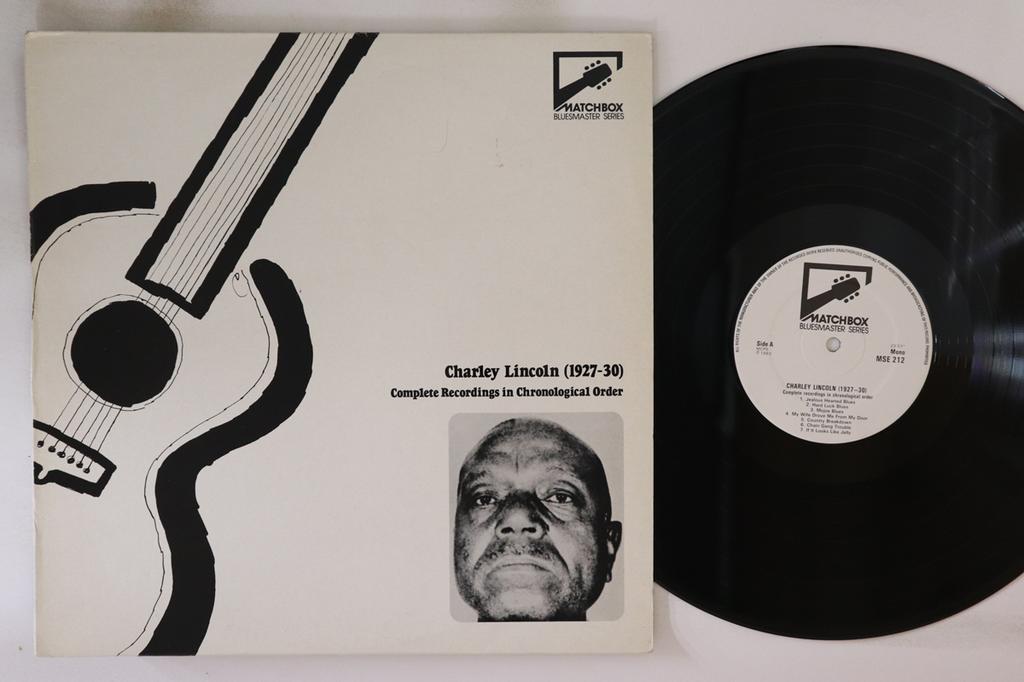 MATCHBOX
BLUESMASTER SERIES
Charley Lincoln (1927-30)
Complete Recordings in Chronological Order
MATCHBOX
BLUESMASTER SERIES
Side A
Mono
MSE 212
CHARLEY LINCOLN (1927-30)
Complete recordings in chronological order
1. Jealous Hearted Blues
2. Hard Luck Blues
3. Mojoe Blues
4. My Wife Drove Me From My Door
5. Country Breakdown
6. Chain Gang Trouble
7. If It Looks Like Jelly